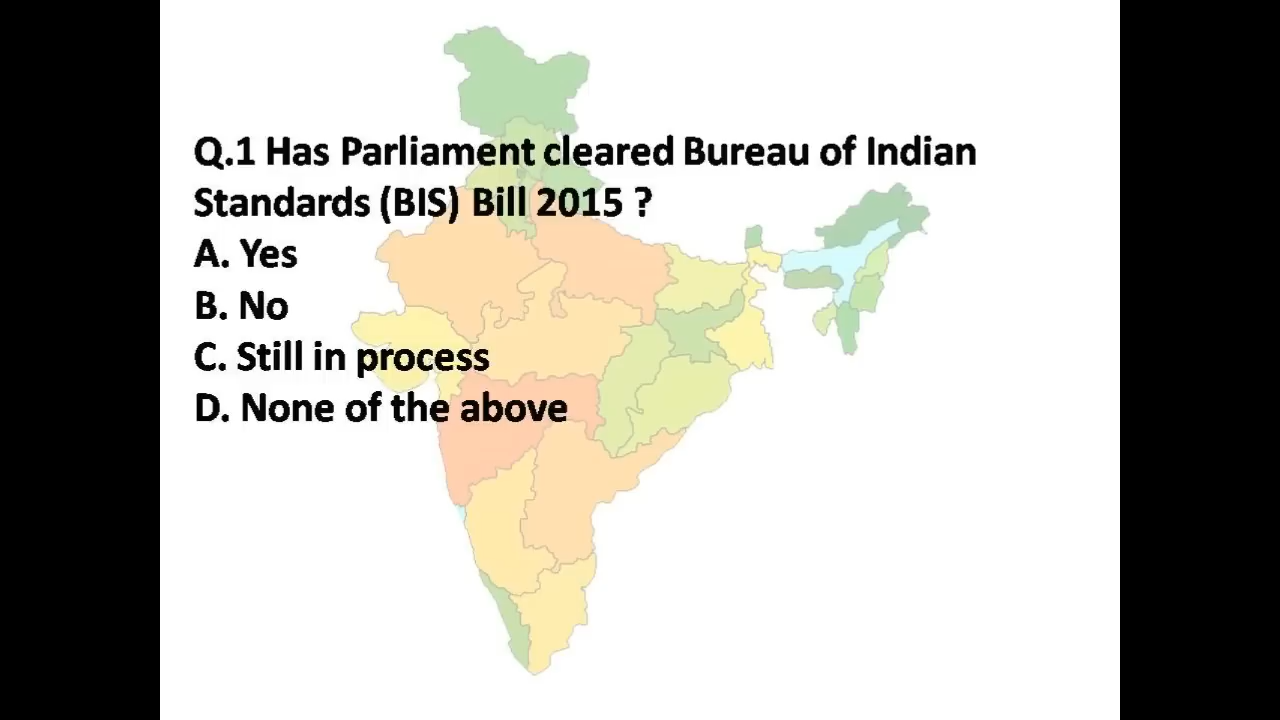 Q.1 Has Parliament cleared Bureau of Indian
Standards (BIS) Bill 2015 ?
A. Yes
B. No
C. Still in process
D. None of the above